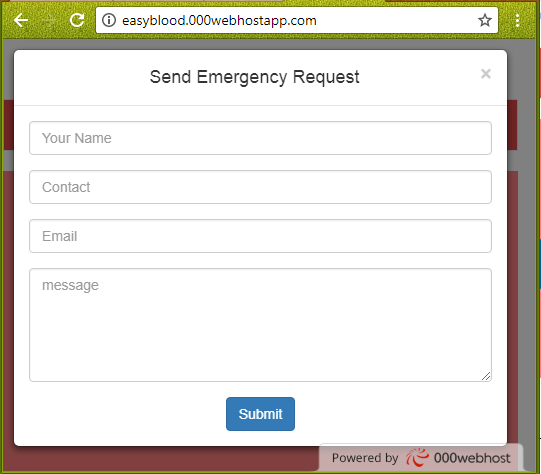 easyblood.000webhostapp.com
Send Emergency Request
×
Your Name
Contact
Email
message
Submit
Powered by 000webhost